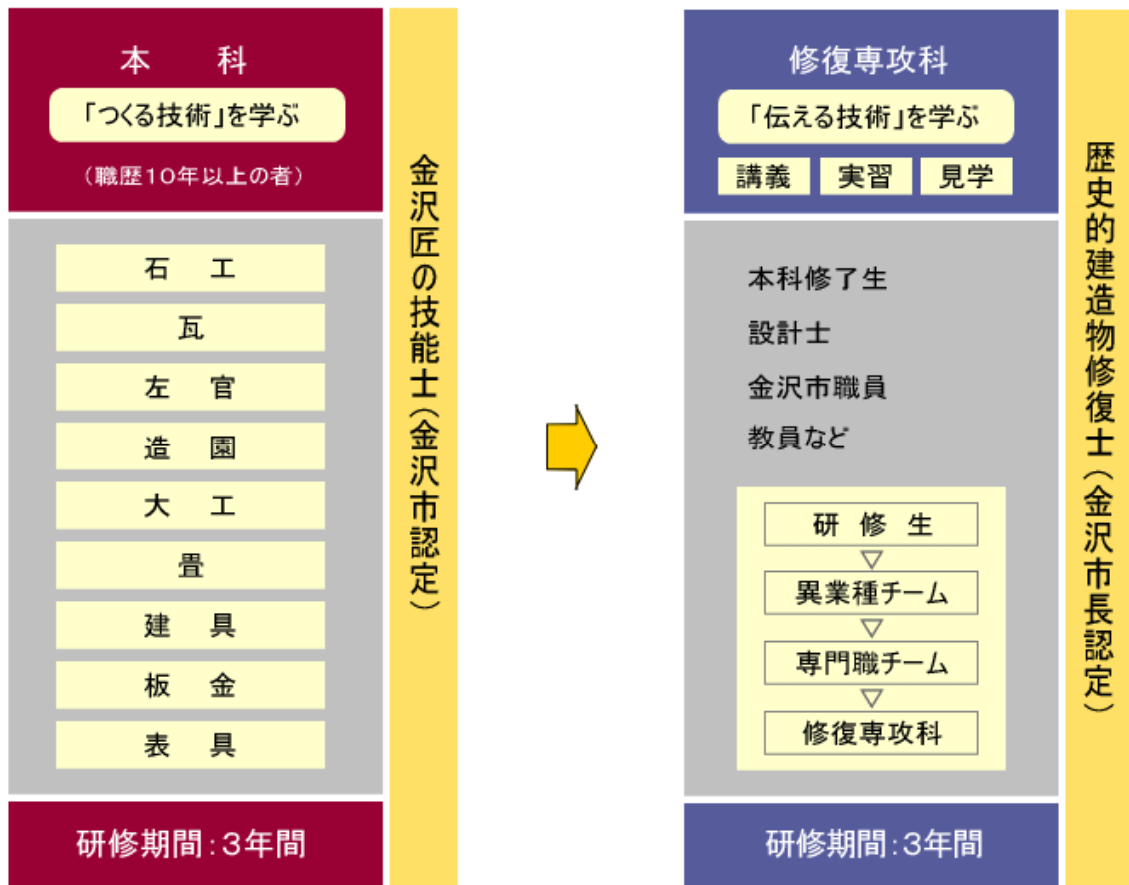 本　科
「つくる技術」を学ぶ
（職歴１０年以上の者）
石　工
瓦
左　官
造　園
大　工
畳
建　具
板　金
表　具
研修期間：３年間
金沢匠の技能士（金沢市認定）
修復専攻科
「伝える技術」を学ぶ
講義　実習　見学
本科修了生
設計士
金沢市職員
教員など
研　修　生
異業種チーム
専門職チーム
修復専攻科
研修期間：３年間
歴史的建造物修復士（金沢市長認定）